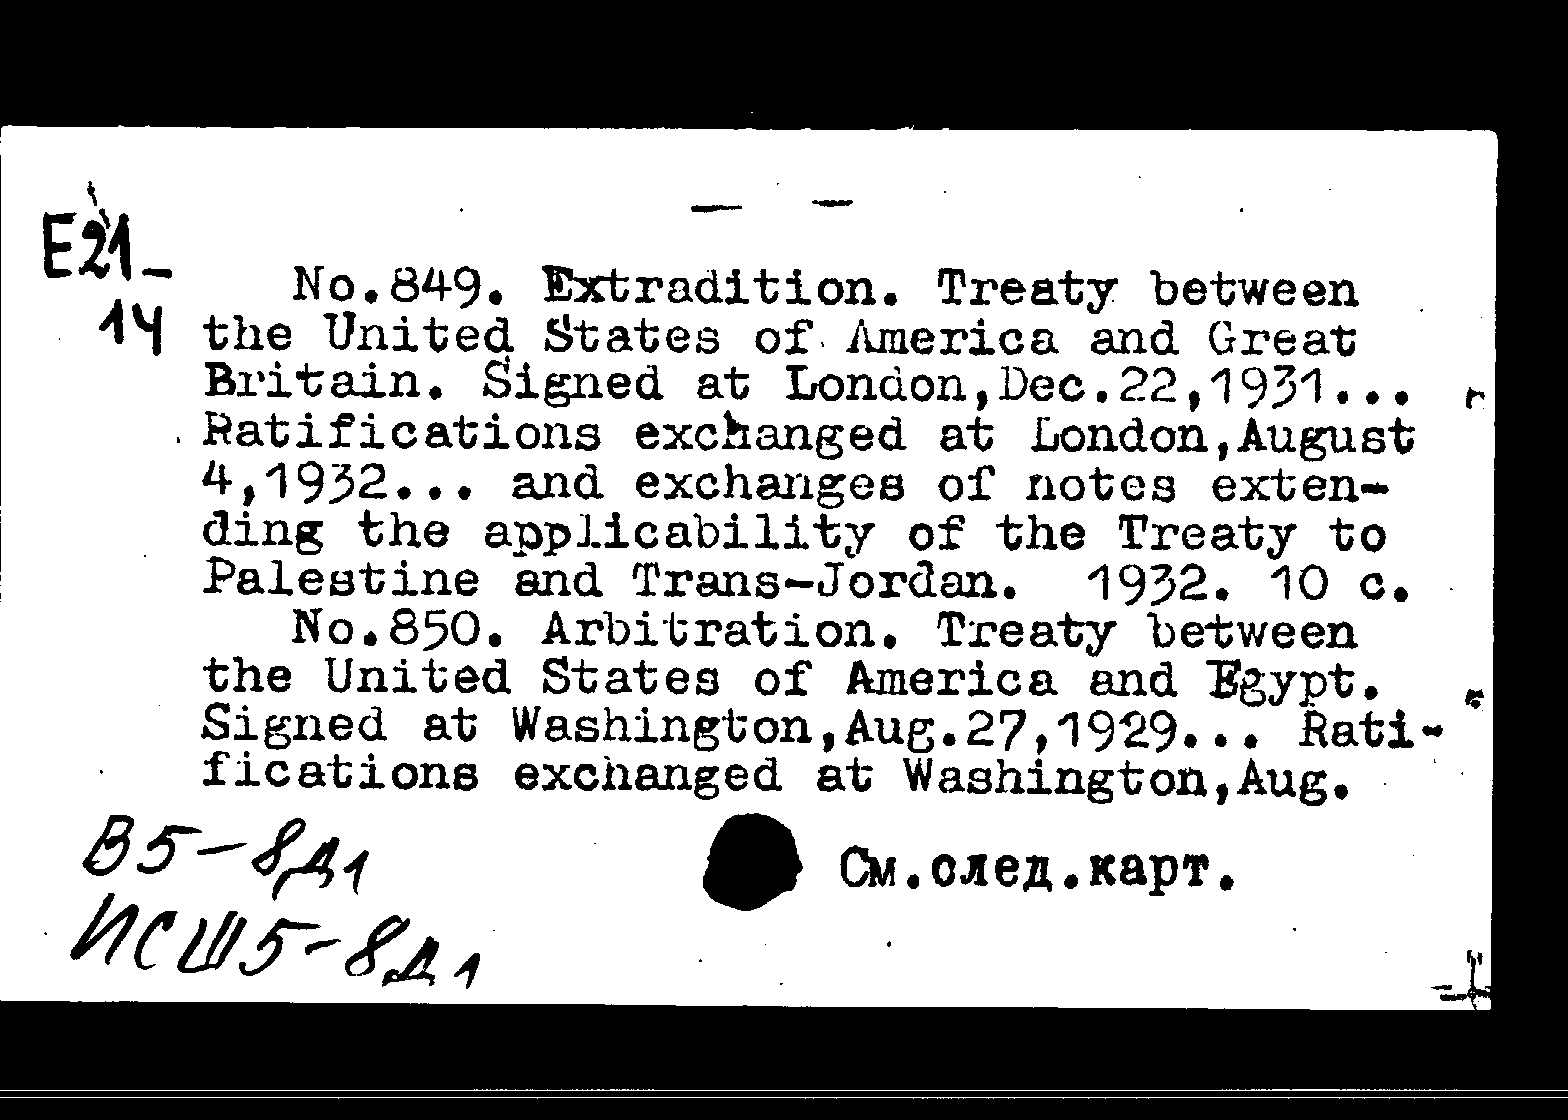 — —
E21-
14
No.849. Extradition. Treaty between
the United States of America and Great
Britain. Signed at London,Dec.22,1931...
Ratifications exchanged at London,August
4,1932... and exchanges of notes exten-
ding the applicability of the Treaty to
Palestine and Trans-Jordan. 1932. 10 c.
No.850. Arbitration. Treaty between
the United States of America and Egypt.
Signed at Washington,Aug.27,1929... Rati-
fications exchanged at Washington,Aug.
В5-8Д1
См.след.карт.
ИСШ5-8Д1